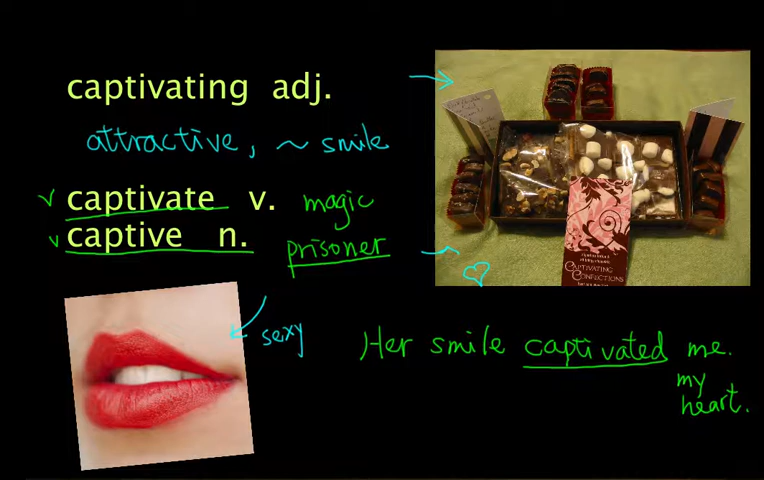 captivating adj.
attractive, ~ smile
captivate v. magic
captive n. prisoner
sexy
Her smile captivated me.
my
heart.
CAPTIVATING
CONFECTIONS